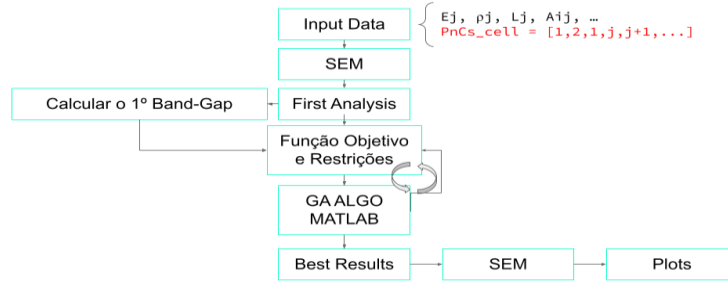 Input Data
Ej, ρj, Lj, Aij, …
PnCs_cell = [1,2,1,j,j+1,...]
SEM
Calcular o 1º Band-Gap
First Analysis
Função Objetivo
e Restrições
GA ALGO
MATLAB
Best Results
SEM
Plots